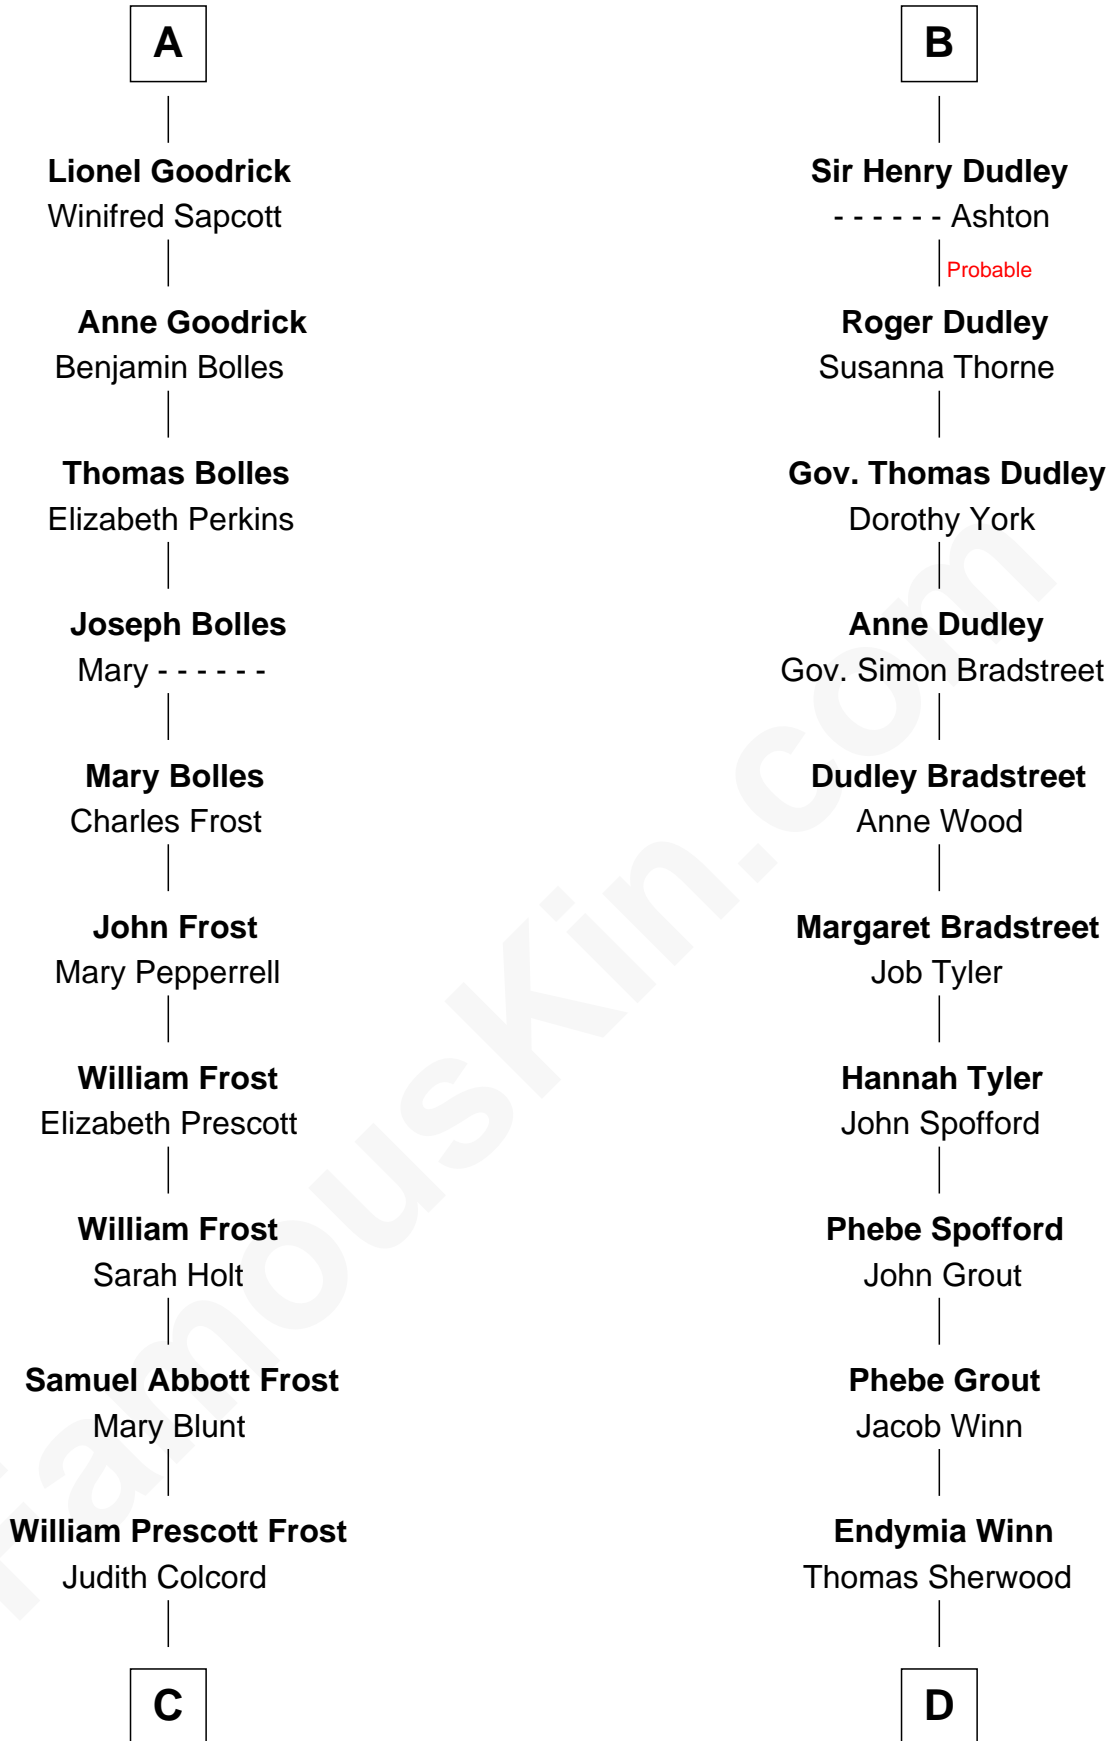 A
Lionel Goodrick
Winifred Sapcott
Anne Goodrick
Benjamin Bolles
Thomas Bolles
Elizabeth Perkins
Joseph Bolles
Mary - - - - - -
Mary Bolles
Charles Frost
John Frost
Mary Pepperrell
William Frost
Elizabeth Prescott
William Frost
Sarah Holt
Samuel Abbott Frost
Mary Blunt
William Prescott Frost
Judith Colcord
C
B
Sir Henry Dudley
- - - - - - Ashton
Probable
Roger Dudley
Susanna Thorne
Gov. Thomas Dudley
Dorothy York
Anne Dudley
Gov. Simon Bradstreet
Dudley Bradstreet
Anne Wood
Margaret Bradstreet
Job Tyler
Hannah Tyler
John Spofford
Phebe Spofford
John Grout
Phebe Grout
Jacob Winn
Endymia Winn
Thomas Sherwood
D
FamousKin.com